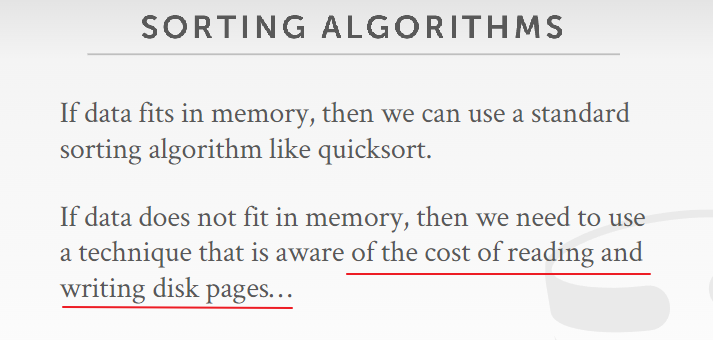 SORTING ALGORITHMS
If data fits in memory, then we can use a standard
sorting algorithm like quicksort.
If data does not fit in memory, then we need to use
a technique that is aware of the cost of reading and
writing disk pages…